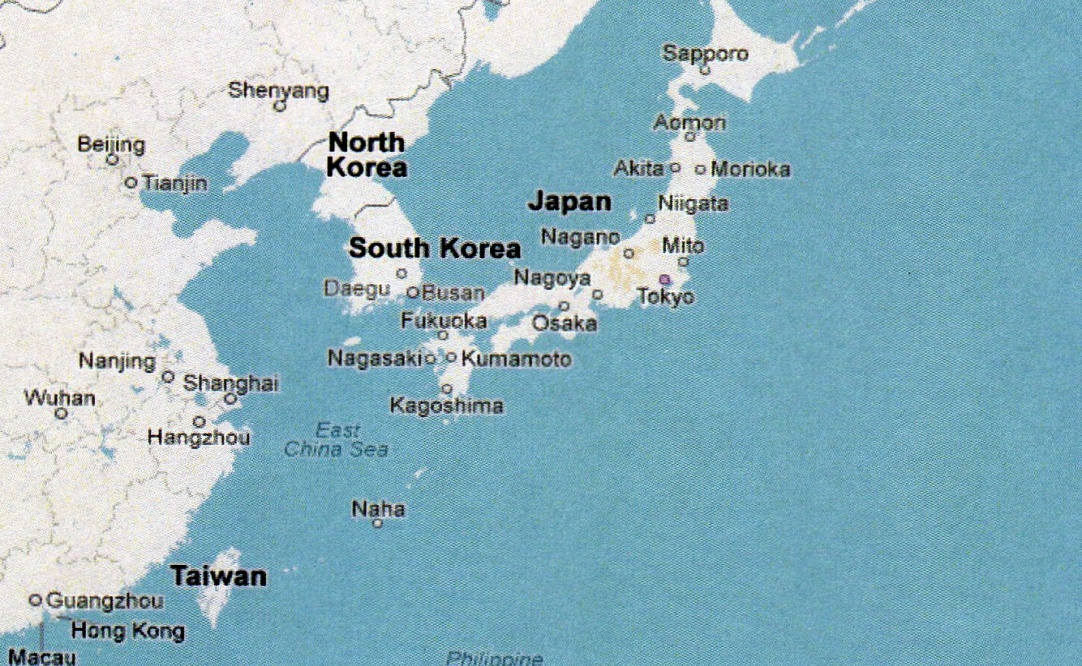 Sapporo
Shenyang
Aomori
North
Korea
Beijing
Akita
Morioka
Tianjin
Japan
Niigata
Nagano
Mito
South Korea
Nagoya
Daegu
Busan
Tokyo
Fukuoka
Osaka
Nagasaki
Kumamoto
Nanjing
Shanghai
Wuhan
Kagoshima
Hangzhou
East
China Sea
Naha
Taiwan
Guangzhou
Hong Kong
Macau
Philippine